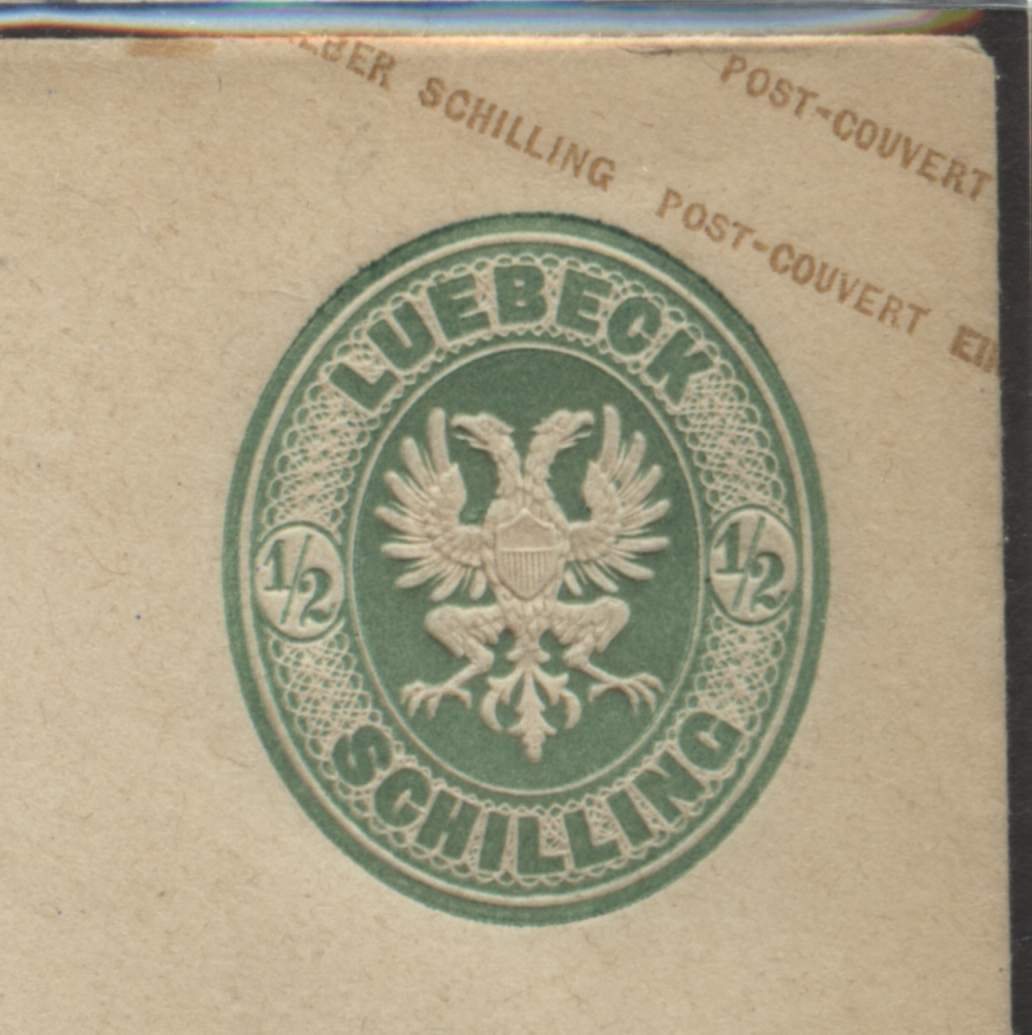 SCHILLING POST-COUVERT
POST-COUVERT
LUEBECK
1/2 1/2
SCHILLING